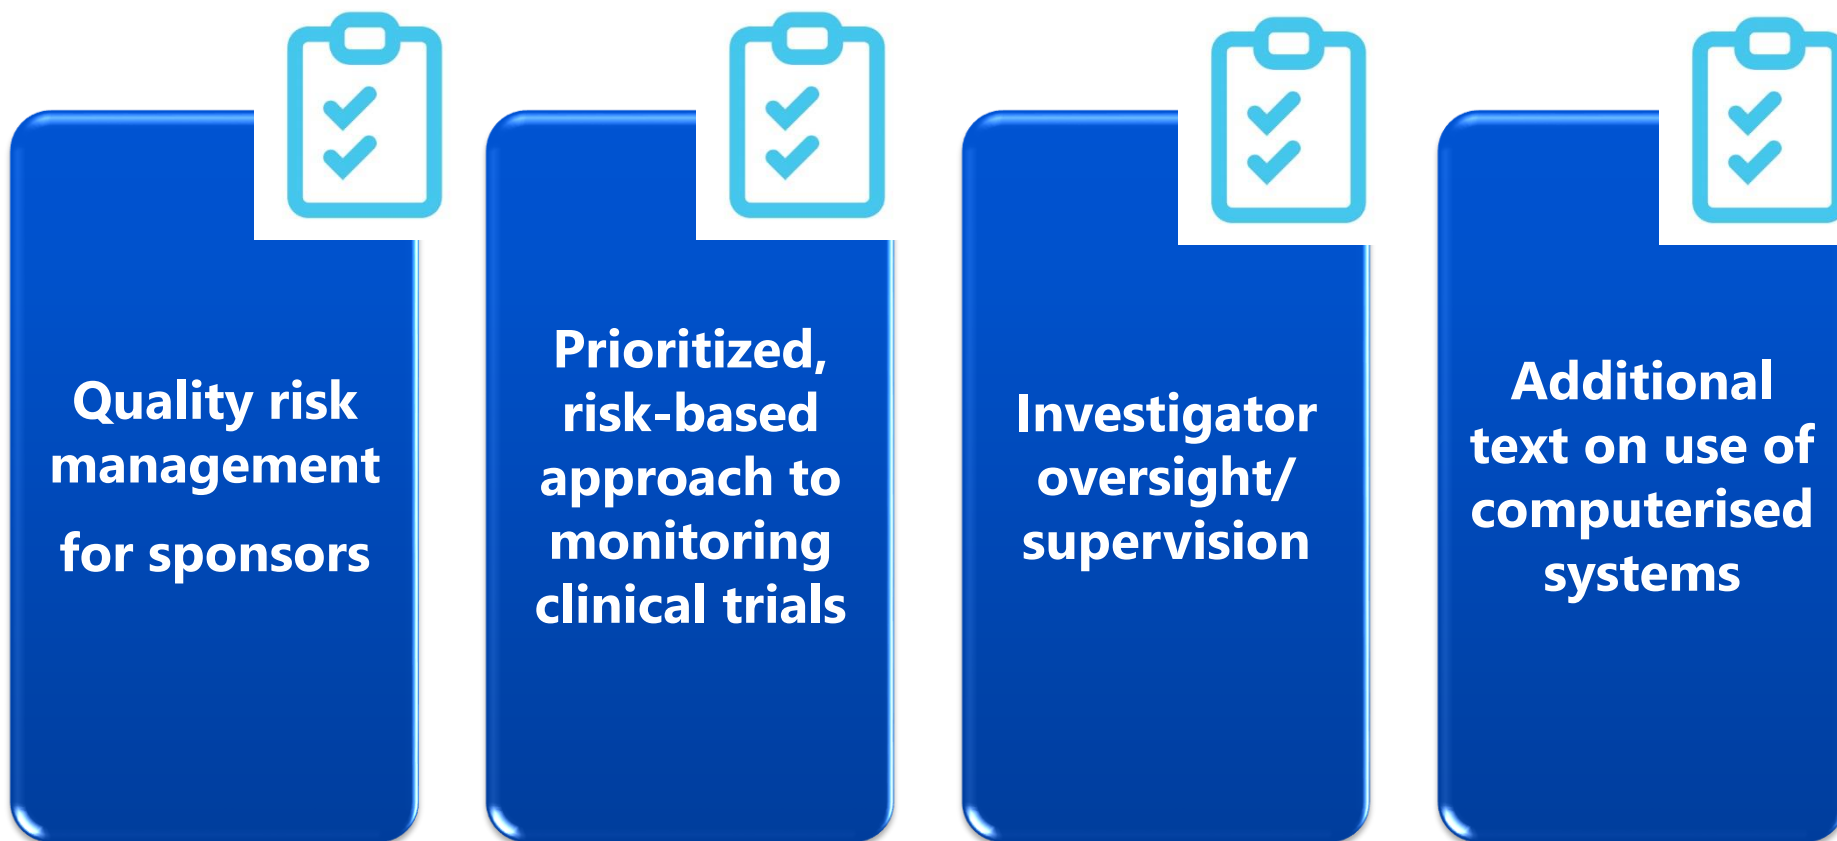 Quality risk
management
for sponsors
Prioritized,
risk-based
approach to
monitoring
clinical trials
Investigator
oversight/
supervision
Additional
text on use of
computerised
systems